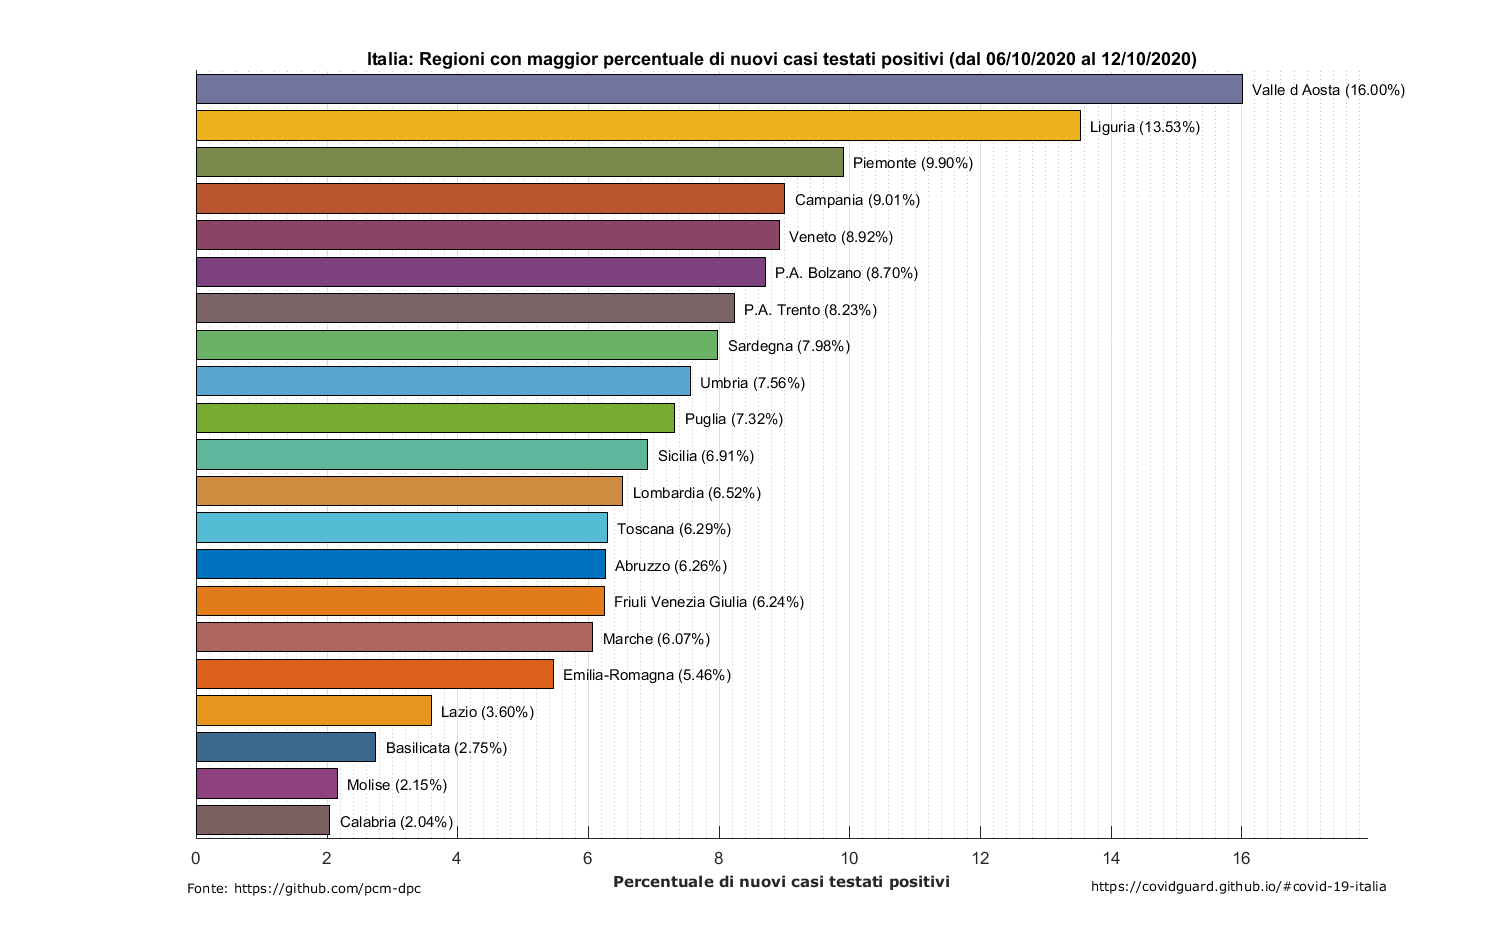 Italia: Regioni con maggior percentuale di nuovi casi testati positivi (dal 06/10/2020 al 12/10/2020)
Valle d Aosta (16.00%)
Liguria (13.53%)
Piemonte (9.90%)
Campania (9.01%)
Veneto (8.92%)
P.A. Bolzano (8.70%)
P.A. Trento (8.23%)
Sardegna (7.98%)
Umbria (7.56%)
Puglia (7.32%)
Sicilia (6.91%)
Lombardia (6.52%)
Toscana (6.29%)
Abruzzo (6.26%)
Friuli Venezia Giulia (6.24%)
Marche (6.07%)
Emilia-Romagna (5.46%)
Lazio (3.60%)
Basilicata (2.75%)
Molise (2.15%)
Calabria (2.04%)
0 2 4 6 8 10 12 14 16
Percentuale di nuovi casi testati positivi
Fonte: https://github.com/pcm-dpc
https://covidguard.github.io/#covid-19-italia